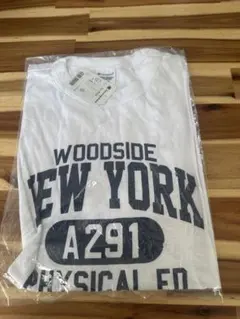 WOODSIDE
NEW YORK
A291
PHYSICAL ED